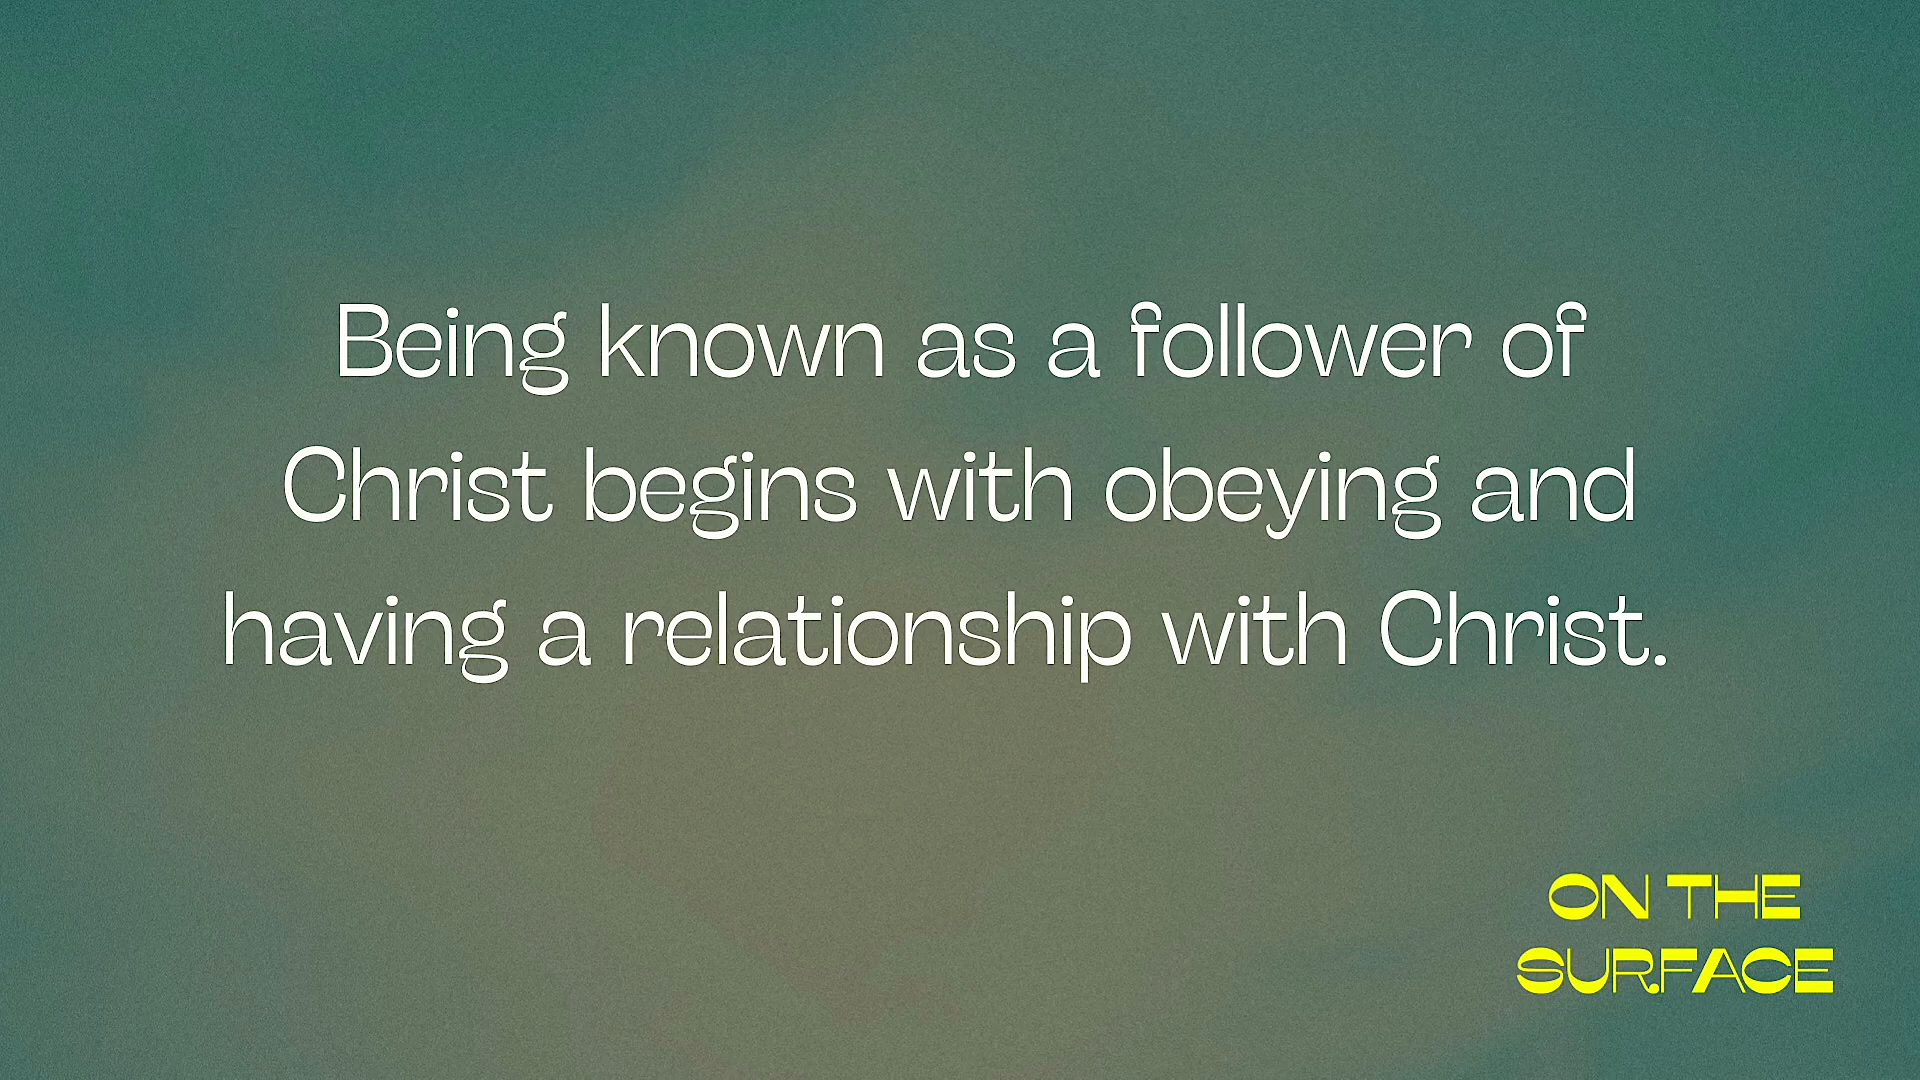 Being known as a follower of
Christ begins with obeying and
having a relationship with Christ.
ON THE
SURFACE